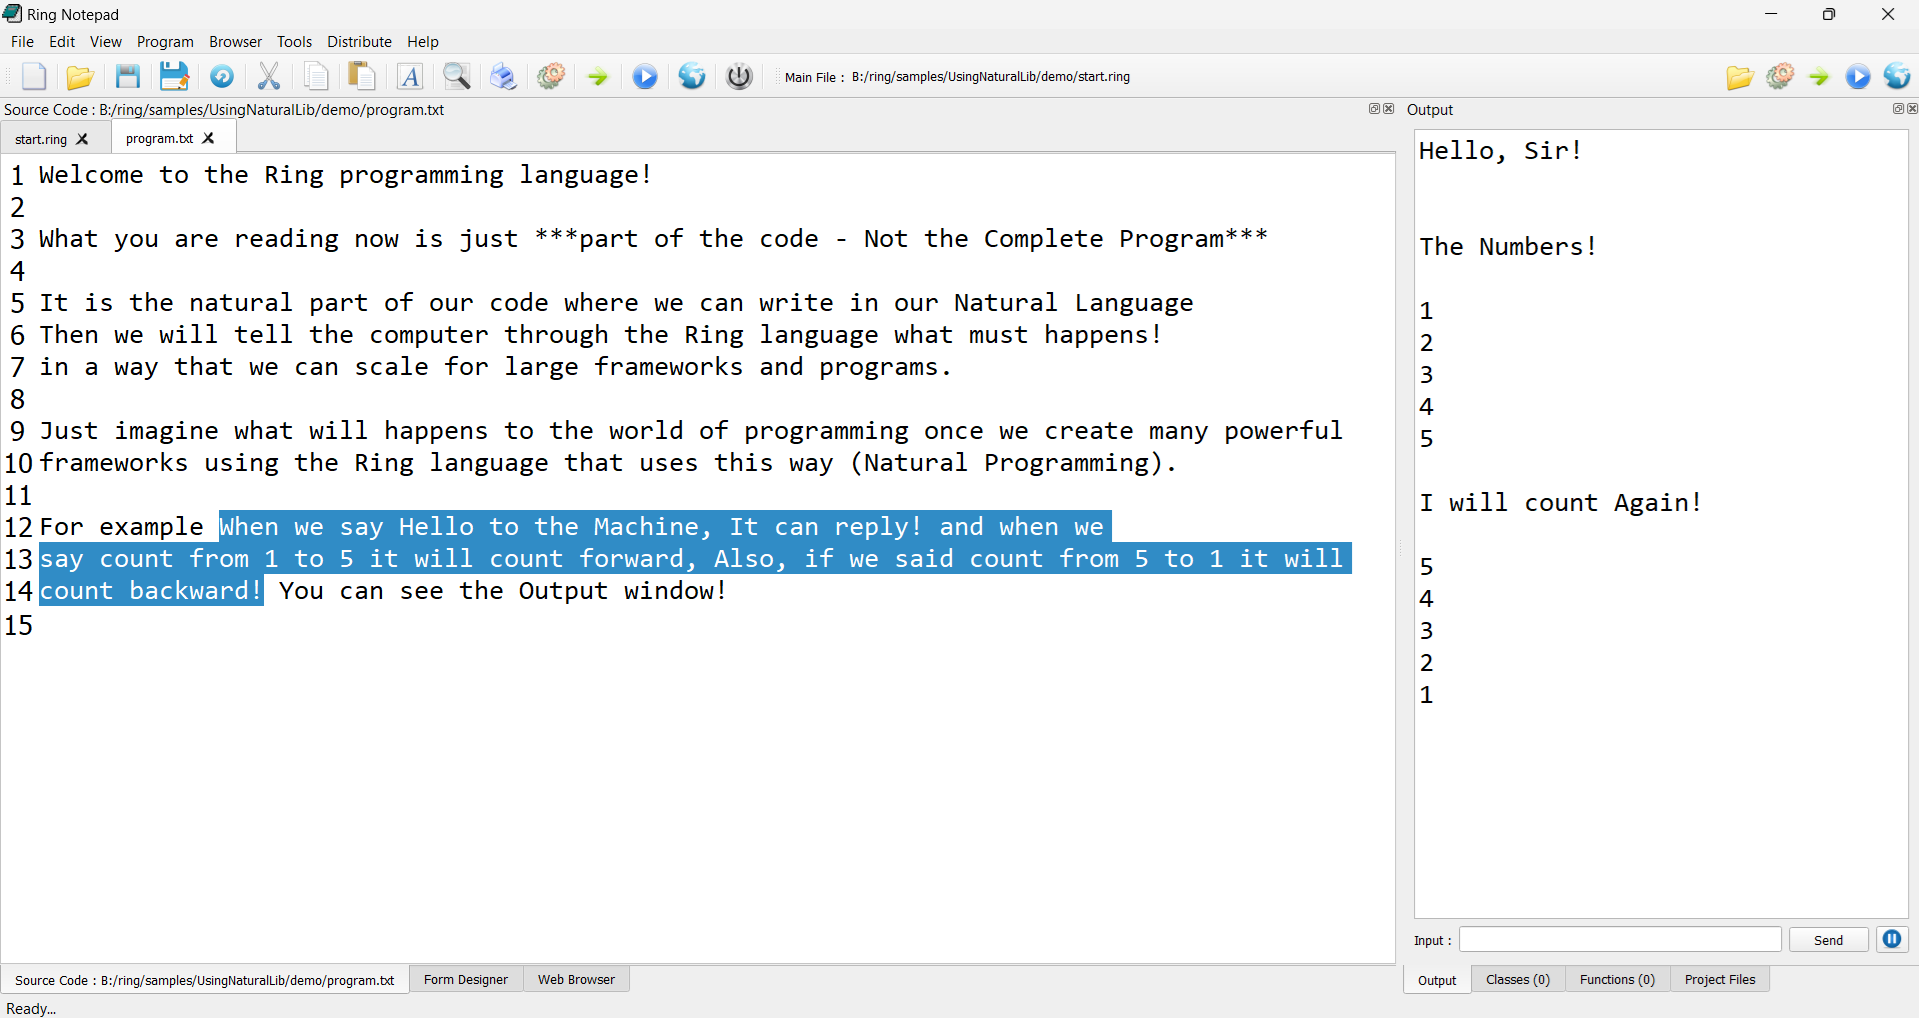 Ring Notepad
File Edit View Program Browser Tools Distribute Help
Main File : B:/ring/samples/UsingNaturalLib/demo/start.ring
Source Code : B:/ring/samples/UsingNaturalLib/demo/program.txt
start.ring program.txt
1 Welcome to the Ring programming language!
2
3 What you are reading now is just ***part of the code - Not the Complete Program***
4
5 It is the natural part of our code where we can write in our Natural Language
6 Then we will tell the computer through the Ring language what must happens!
7 in a way that we can scale for large frameworks and programs.
8
9 Just imagine what will happens to the world of programming once we create many powerful
10 frameworks using the Ring language that uses this way (Natural Programming).
11
12 For example When we say Hello to the Machine, It can reply! and when we
13 say count from 1 to 5 it will count forward, Also, if we said count from 5 to 1 it will
14 count backward! You can see the Output window!
15
Source Code : B:/ring/samples/UsingNaturalLib/demo/program.txt Form Designer Web Browser
Output
Hello, Sir!
The Numbers!
1
2
3
4
5
I will count Again!
5
4
3
2
1
Input : Send
Output Classes (0) Functions (0) Project Files
Ready...